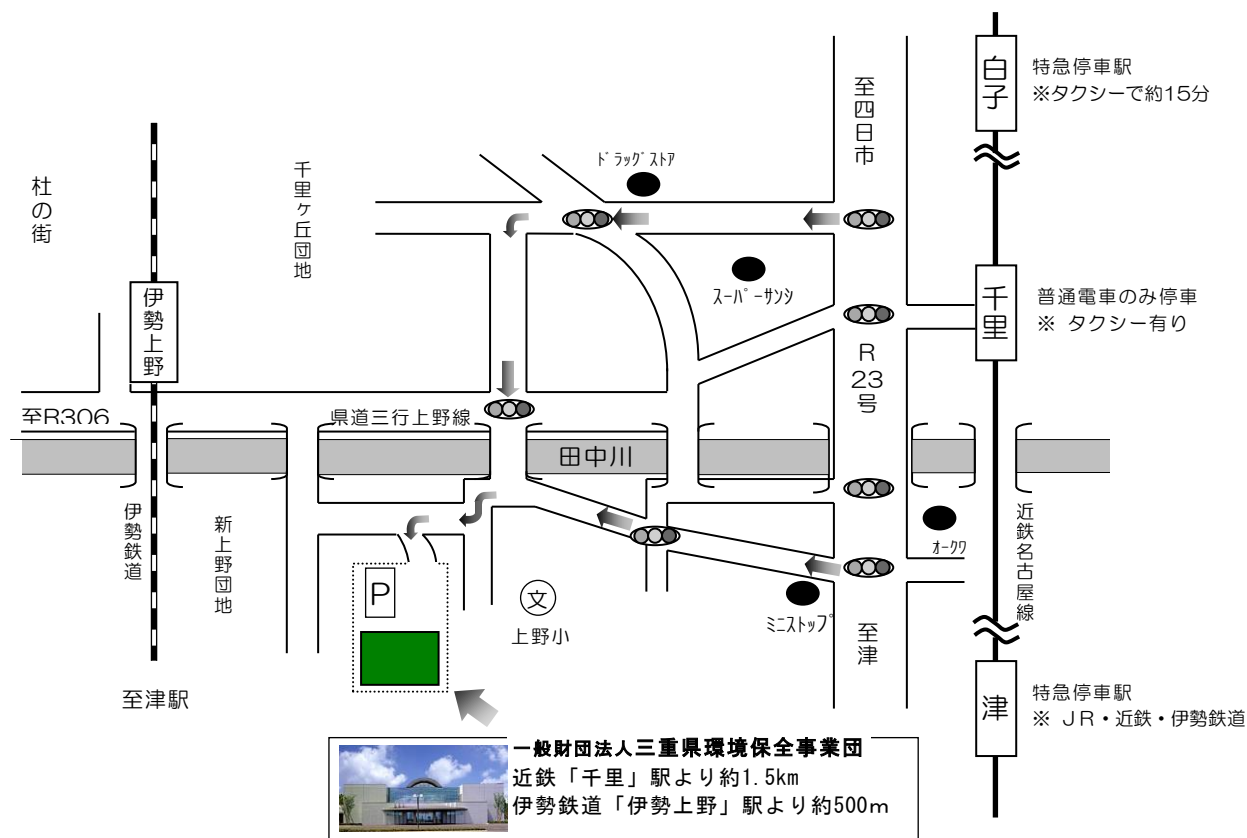 白子
特急停車駅
※タクシーで約15分
至四日市
ﾄﾞﾗｯｸﾞｽﾄｱ
千里ヶ丘団地
杜の街
ｽｰﾊﾟｰｻﾝｼ
伊勢上野
千里
普通電車のみ停車
※ タクシー有り
R23号
至R306
県道三行上野線
田中川
伊勢鉄道
新上野団地
P
文
上野小
ﾐﾆｽﾄｯﾌﾟ
ｵｰｸﾜ
近鉄名古屋線
至津
至津駅
津
特急停車駅
※ JR・近鉄・伊勢鉄道
一般財団法人三重県環境保全事業団
近鉄「千里」駅より約1.5km
伊勢鉄道「伊勢上野」駅より約500m